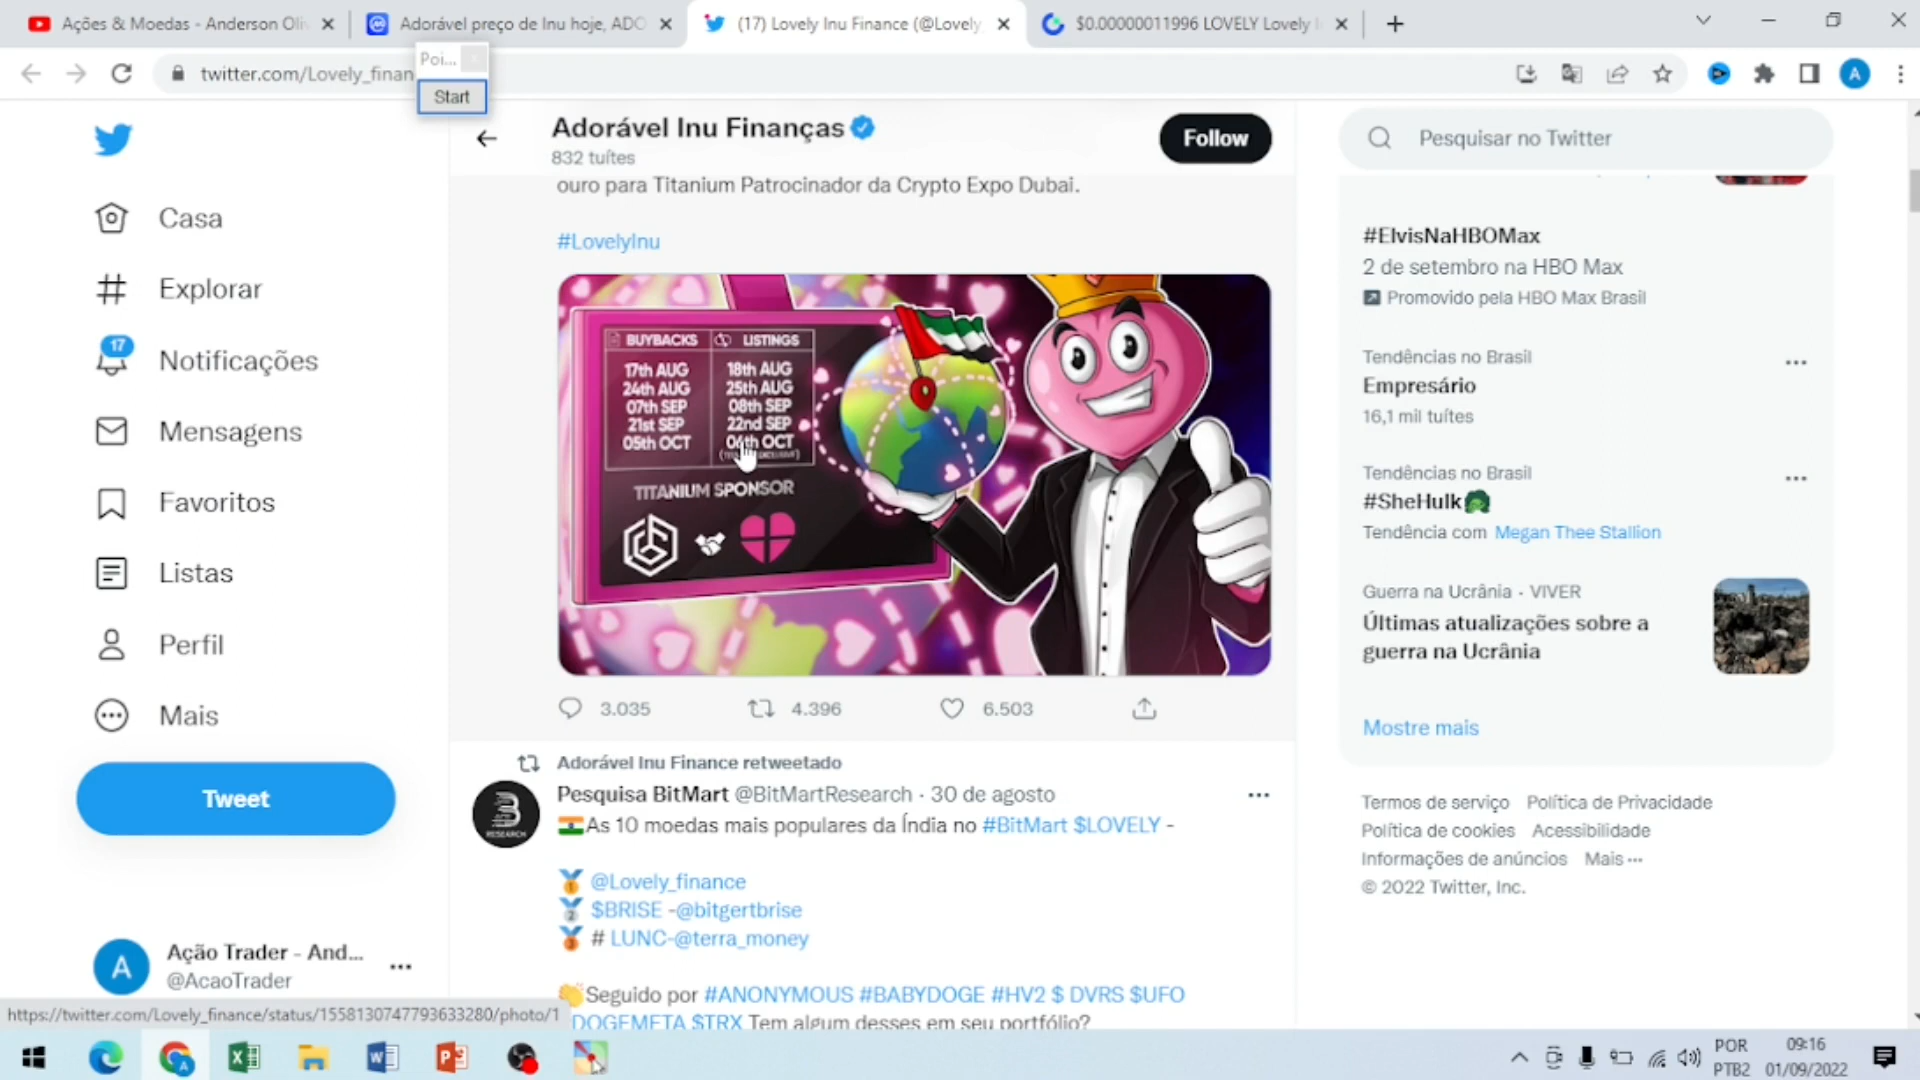 Ações & Moedas - Anderson Oliv
Adorável preço de Inu hoje, ADO
(17) Lovely Inu Finance (@Lovely
$0.00000011996 LOVELY Lovely I
twitter.com/Lovely_finan
Poi...
Start
A
Casa
Explorar
17
Notificações
Mensagens
Favoritos
Listas
Perfil
Mais
Tweet
A
Ação Trader - And...
@AcaoTrader
Adorável Inu Finanças
832 tuítes
Follow
ouro para Titanium Patrocinador da Crypto Expo Dubai.
#LovelyInu
BUYBACKS LISTINGS
17th AUG 18th AUG
24th AUG 25th AUG
07th SEP 08th SEP
21st SEP 22nd SEP
05th OCT 04th OCT
TITANIUM SPONSOR
3.035 4.396 6.503
Adorável Inu Finance retweetado
RESEARCH
Pesquisa BitMart @BitMartResearch · 30 de agosto
As 10 moedas mais populares da Índia no #BitMart $LOVELY -
@Lovely_finance
$BRISE -@bitgertbrise
# LUNC-@terra_money
Seguido por #ANONYMOUS #BABYDOGE #HV2 $ DVRS $UFO
DOGEMETA $TRX Tem algum desses em seu portfólio?
Pesquisar no Twitter
#ElvisNaHBOMax
2 de setembro na HBO Max
Promovido pela HBO Max Brasil
Tendências no Brasil
Empresário
16,1 mil tuítes
Tendências no Brasil
#SheHulk
Tendência com Megan Thee Stallion
Guerra na Ucrânia · VIVER
Últimas atualizações sobre a
guerra na Ucrânia
Mostre mais
Termos de serviço Política de Privacidade
Política de cookies Acessibilidade
Informações de anúncios Mais ···
© 2022 Twitter, Inc.
https://twitter.com/Lovely_finance/status/1558130747793633280/photo/1
POR
PTB2
09:16
01/09/2022